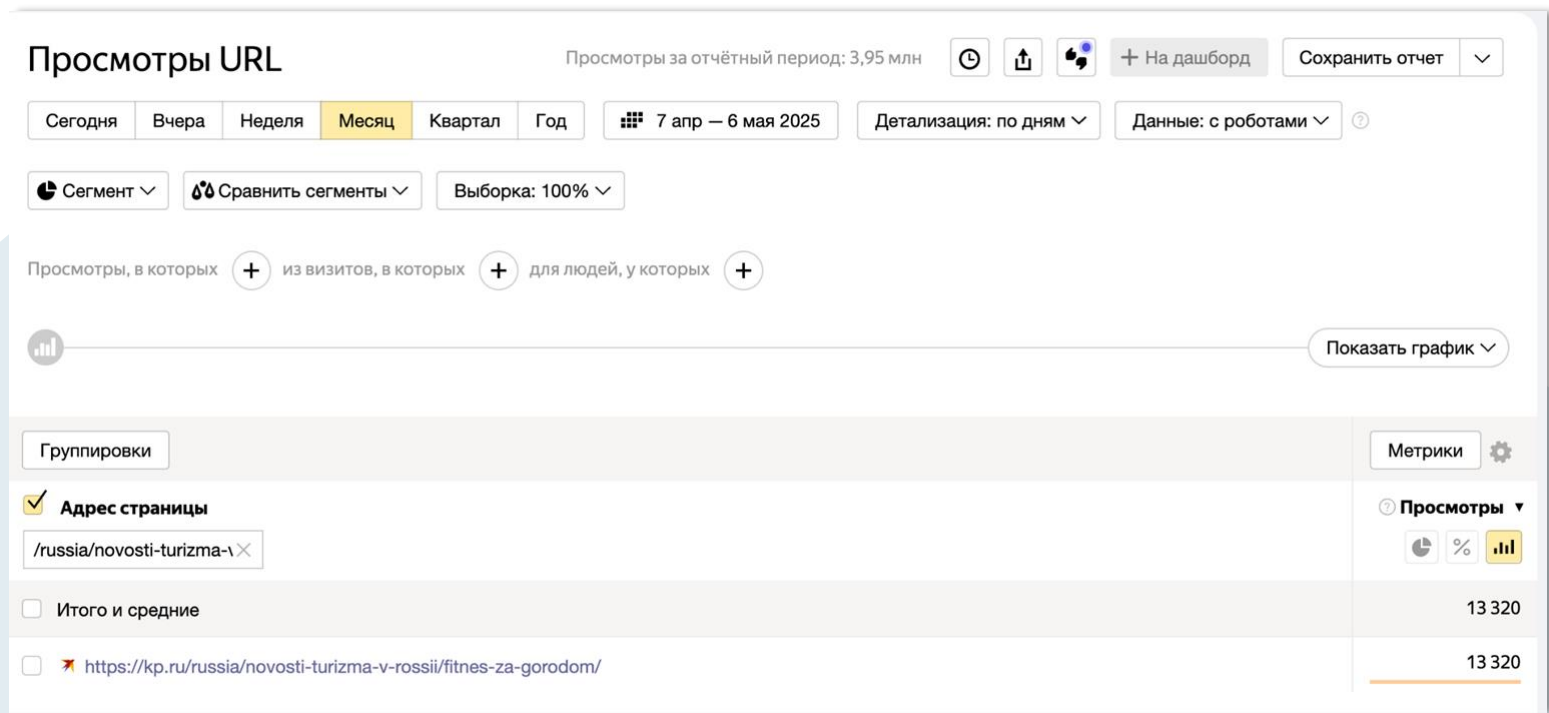 Просмотры URL
Просмотры за отчётный период: 3,95 млн
+ На дашборд
Сохранить отчет
Сегодня Вчера Неделя Месяц Квартал Год
7 апр — 6 мая 2025
Детализация: по дням
Данные: с роботами
Сегмент
Сравнить сегменты
Выборка: 100%
Просмотры, в которых + из визитов, в которых + для людей, у которых +
Показать график
Группировки
Метрики
Адрес страницы
Просмотры
/russia/novosti-turizma-
%
Итого и средние
13 320
https://kp.ru/russia/novosti-turizma-v-rossii/fitnes-za-gorodom/
13 320